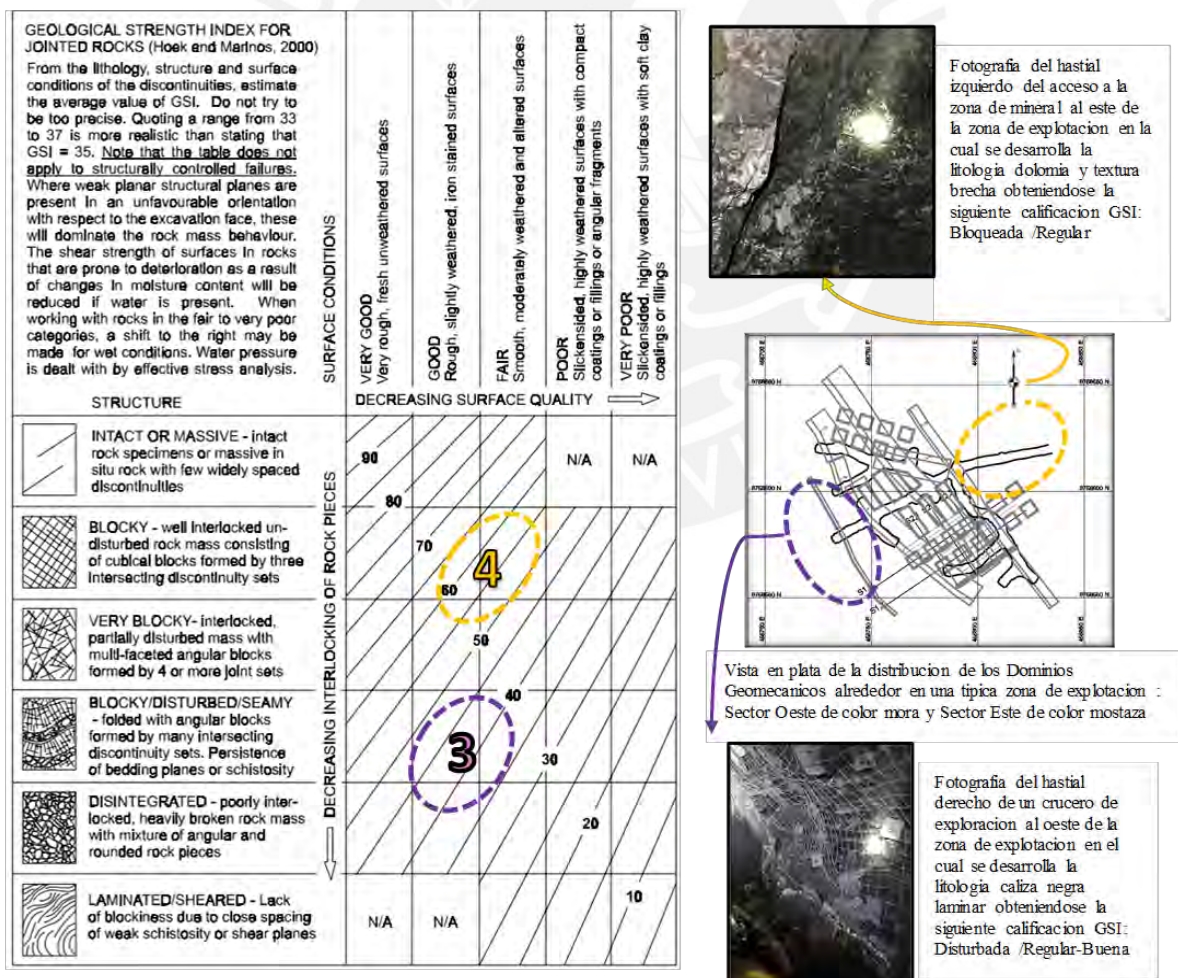 GEOLOGICAL STRENGTH INDEX FOR
JOINTED ROCKS (Hoek and Marinos, 2000)
From the lithology, structure and surface
conditions of the discontinuities, estimate
the average value of GSI. Do not try to
be too precise. Quoting a range from 33
to 37 is more realistic than stating that
GSI = 35. Note that the table does not
apply to structurally controlled failures.
Where weak planar structural planes are
present in an unfavourable orientation
with respect to the excavation face, these
will dominate the rock mass behaviour.
The shear strength of surfaces in rocks
that are prone to deterioration as a result
of changes in moisture content will be
reduced if water is present. When
working with rocks in the fair to very poor
categories, a shift to the right may be
made for wet conditions. Water pressure
is dealt with by effective stress analysis.
STRUCTURE
SURFACE CONDITIONS
VERY GOOD
Very rough, fresh unweathered surfaces
GOOD
Rough, slightly weathered, iron stained surfaces
FAIR
Smooth, moderately weathered and altered surfaces
POOR
Slickensided, highly weathered surfaces with compact
coatings or fillings or angular fragments
VERY POOR
Slickensided, highly weathered surfaces with soft clay
coatings or fillings
DECREASING SURFACE QUALITY
DECREASING INTERLOCKING OF ROCK PIECES
INTACT OR MASSIVE - intact
rock specimens or massive in
situ rock with few widely spaced
discontinuities
BLOCKY - well interlocked un-
disturbed rock mass consisting
of cubical blocks formed by three
intersecting discontinuity sets
VERY BLOCKY- interlocked,
partially disturbed mass with
multi-faceted angular blocks
formed by 4 or more joint sets
BLOCKY/DISTURBED/SEAMY
- folded with angular blocks
formed by many intersecting
discontinuity sets. Persistence
of bedding planes or schistosity
DISINTEGRATED - poorly inter-
locked, heavily broken rock mass
with mixture of angular and
rounded rock pieces
LAMINATED/SHEARED - Lack
of blockiness due to close spacing
of weak schistosity or shear planes
90
N/A
N/A
80
70
4
60
50
40
3
30
20
10
N/A
N/A
Fotografia del hastial
izquierdo del acceso a la
zona de mineral al este de
la zona de explotacion en la
cual se desarrolla la
litologia dolomia y textura
brecha obteniendose la
siguiente calificacion GSI:
Bloqueada /Regular
Vista en plata de la distribucion de los Dominios
Geomecanicos alrededor en una tipica zona de explotacion :
Sector Oeste de color mora y Sector Este de color mostaza
Fotografia del hastial
derecho de un crucero de
exploracion al oeste de la
zona de explotacion en el
cual se desarrolla la
litologia caliza negra
laminar obteniendose la
siguiente calificacion GSI:
Disturbada /Regular-Buena